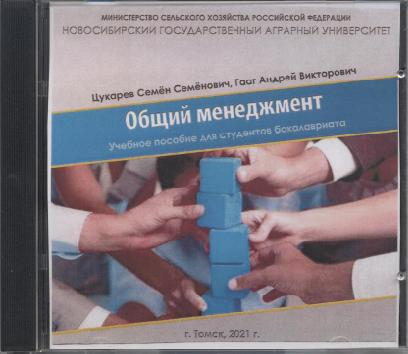 МИНИСТЕРСТВО СЕЛЬСКОГО ХОЗЯЙСТВА РОССИЙСКОЙ ФЕДЕРАЦИИ
НОВОСИБИРСКИЙ ГОСУДАРСТВЕННЫЙ АГРАРНЫЙ УНИВЕРСИТЕТ
Цукарев Семён Семёнович, Гааг Андрей Викторович
Общий менеджмент
Учебное пособие для студентов бакалавриата
г. Томск, 2021 г.